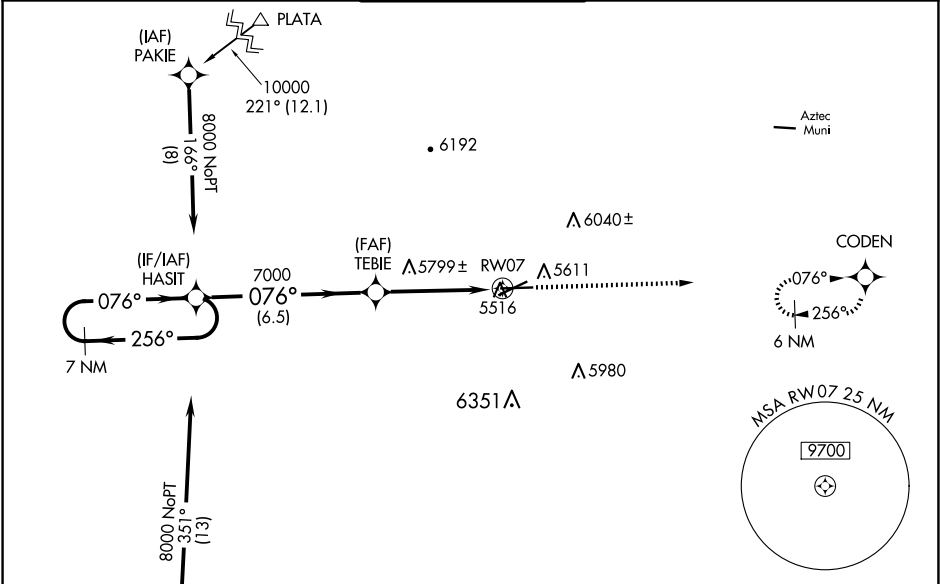 PLATA
(IAF)
PAKIE
10000
221° (12.1)
8000 NoPT
166°
(8)
6192
Aztec
Muni
6040±
CODEN
(IF/IAF)
HASIT
7000
076°
(6.5)
(FAF)
TEBIE
5799±
RW07
5611
5516
076°
256°
7 NM
076°
256°
6 NM
5980
6351
MSA RW07 25 NM
9700
8000 NoPT
351°
(13)